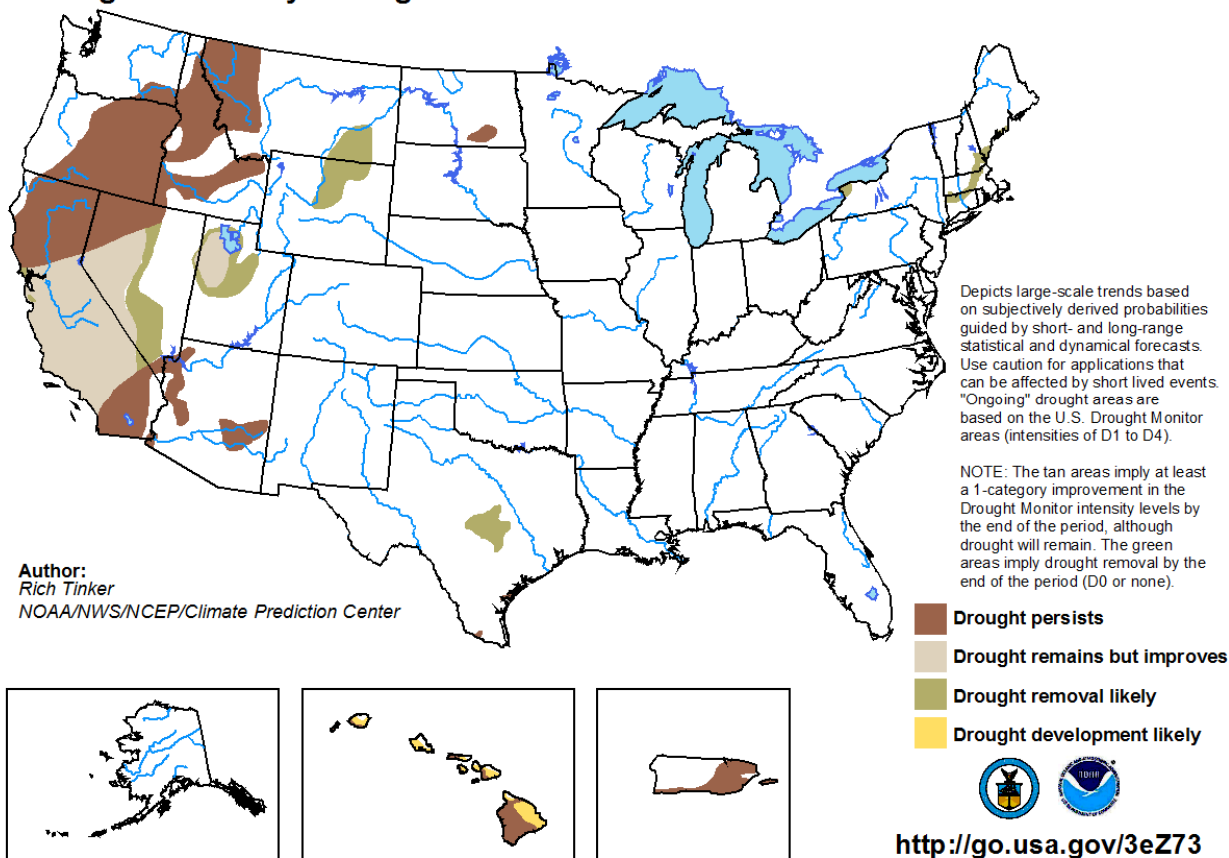 Depicts large-scale trends based
on subjectively derived probabilities
guided by short- and long-range
statistical and dynamical forecasts.
Use caution for applications that
can be affected by short lived events.
"Ongoing" drought areas are
based on the U.S. Drought Monitor
areas (intensities of D1 to D4).
NOTE: The tan areas imply at least
a 1-category improvement in the
Drought Monitor intensity levels by
the end of the period, although
drought will remain. The green
areas imply drought removal by the
end of the period (D0 or none).
Author:
Rich Tinker
NOAA/NWS/NCEP/Climate Prediction Center
Drought persists
Drought remains but improves
Drought removal likely
Drought development likely
http://go.usa.gov/3eZ73